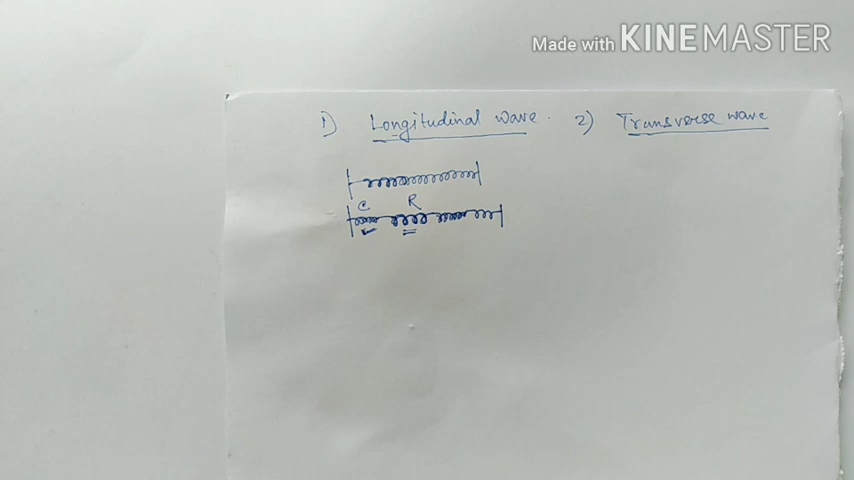 Made with KINEMASTER
1) Longitudinal wave. 2) Transverse wave
C R